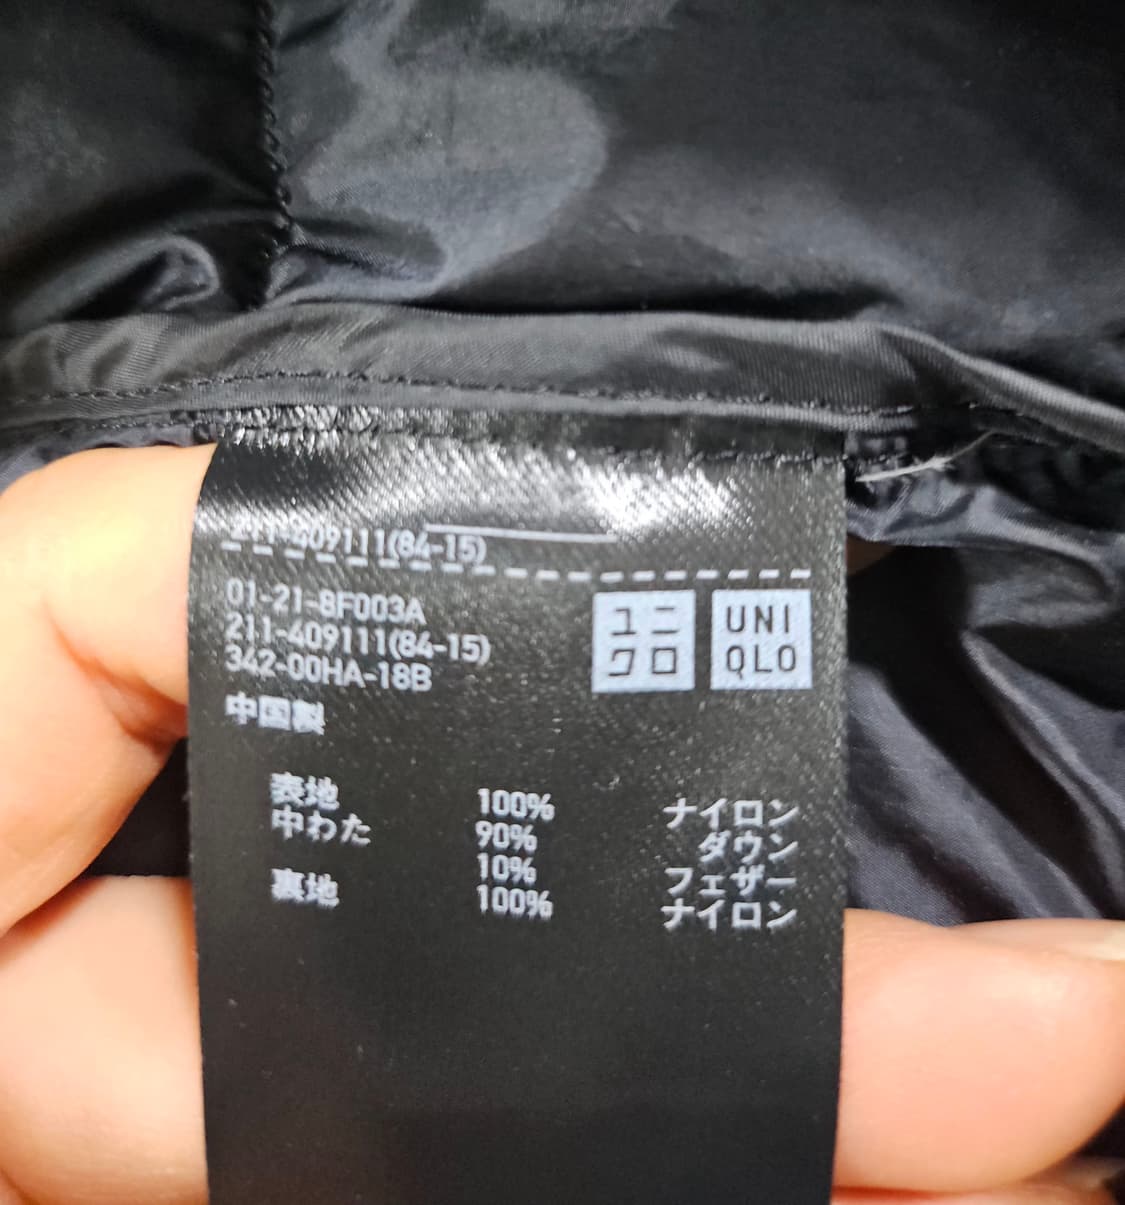 211-409111(84-15)
01-21-8F003A
211-409111(84-15)
342-00HA-18B
ユニクロ
UNIQLO
中国製
表地 100% ナイロン
中わた 90% ダウン
10% フェザー
裏地 100% ナイロン